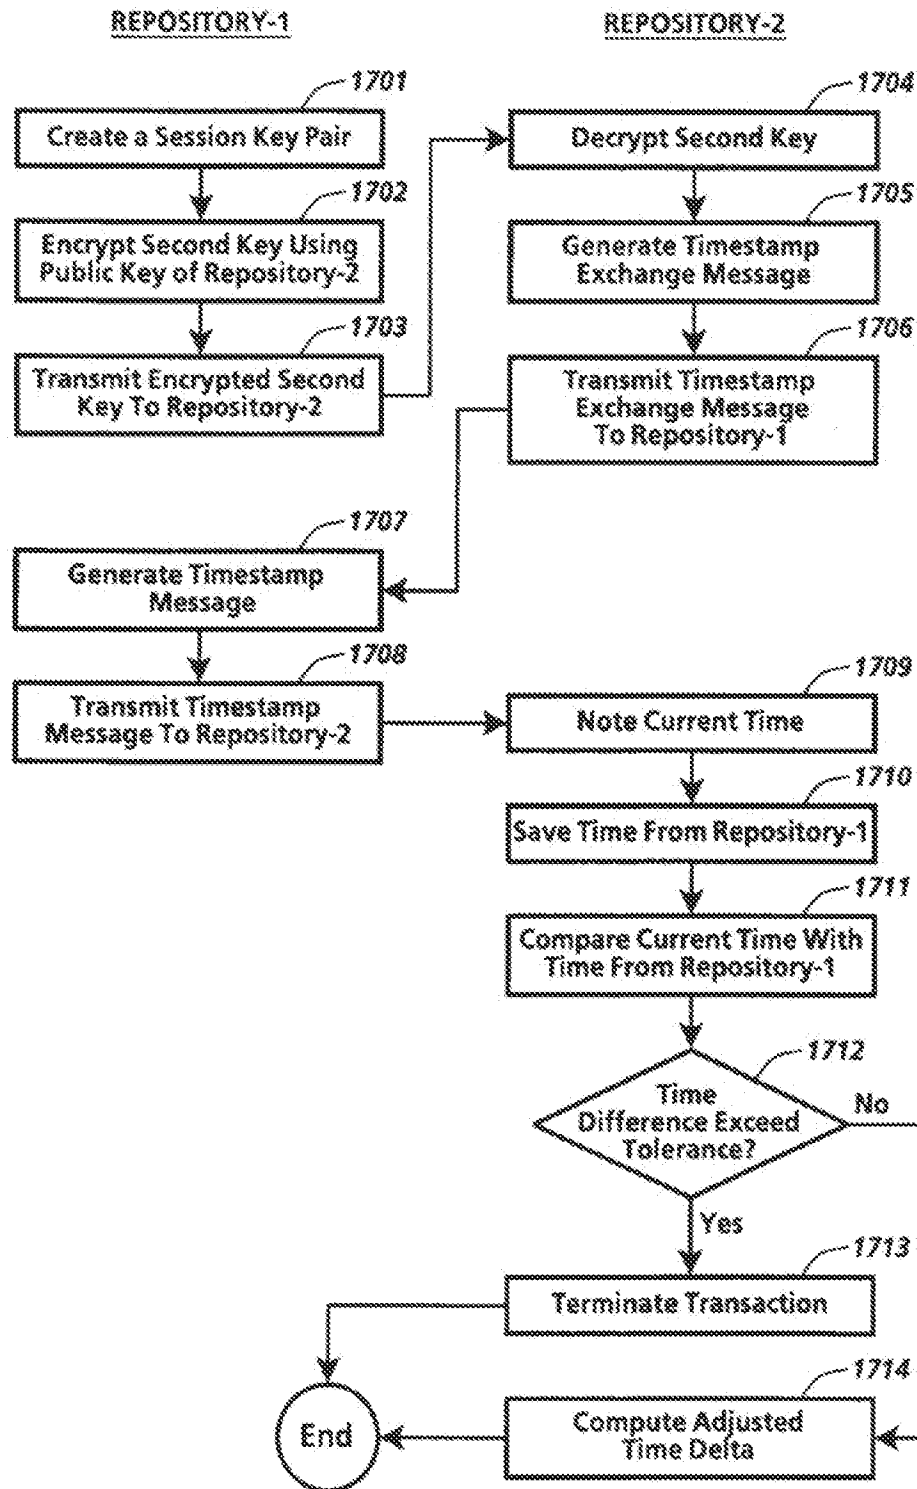 REPOSITORY-1
REPOSITORY-2
1701
Create a Session Key Pair
1702
Encrypt Second Key Using
Public Key of Repository-2
1703
Transmit Encrypted Second
Key To Repository-2
1704
Decrypt Second Key
1705
Generate Timestamp
Exchange Message
1706
Transmit Timestamp
Exchange Message
To Repository-1
1707
Generate Timestamp
Message
1708
Transmit Timestamp
Message To Repository-2
1709
Note Current Time
1710
Save Time From Repository-1
1711
Compare Current Time With
Time From Repository-1
1712
Time
Difference Exceed
Tolerance?
No
Yes
1713
Terminate Transaction
1714
Compute Adjusted
Time Delta
End